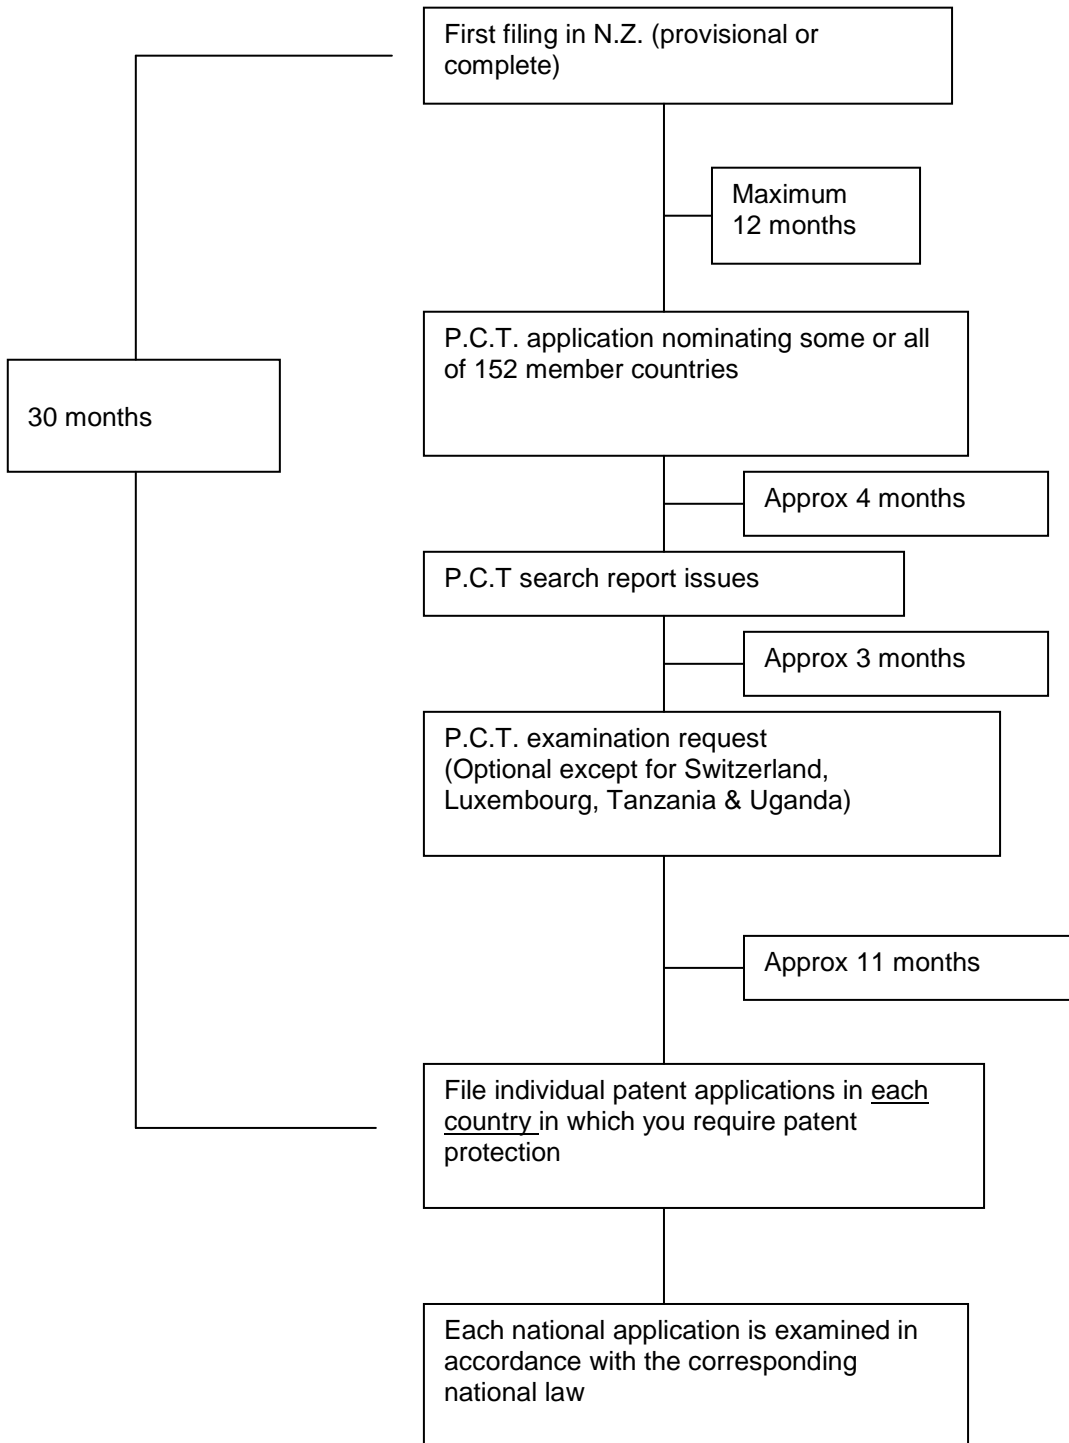 First filing in N.Z. (provisional or
complete)
Maximum
12 months
P.C.T. application nominating some or all
of 152 member countries
30 months
Approx 4 months
P.C.T search report issues
Approx 3 months
P.C.T. examination request
(Optional except for Switzerland,
Luxembourg, Tanzania & Uganda)
Approx 11 months
File individual patent applications in each
country in which you require patent
protection
Each national application is examined in
accordance with the corresponding
national law